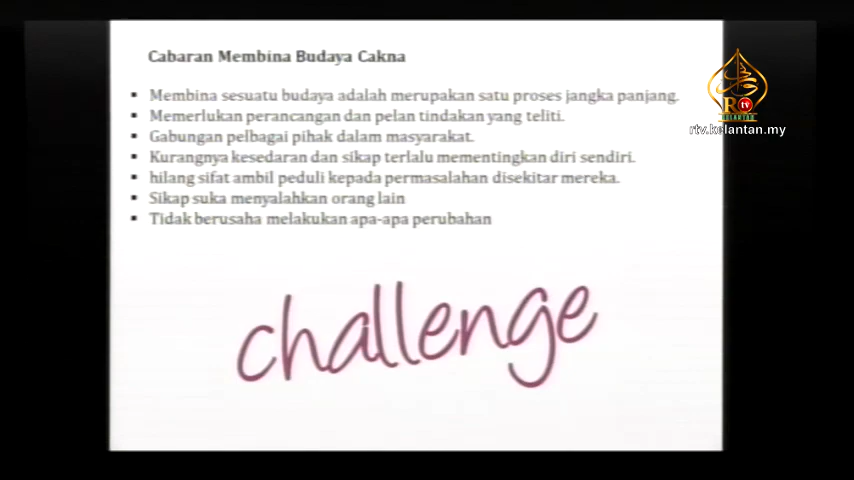 Cabaran Membina Budaya Cakna
▪ Membina sesuatu budaya adalah merupakan satu proses jangka panjang.
▪ Memerlukan perancangan dan pelan tindakan yang teliti.
▪ Gabungan pelbagai pihak dalam masyarakat.
▪ Kurangnya kesedaran dan sikap terlalu mementingkan diri sendiri.
▪ hilang sifat ambil peduli kepada permasalahan disekitar mereka.
▪ Sikap suka menyalahkan orang lain
▪ Tidak berusaha melakukan apa-apa perubahan
challenge
R tv
KELANTAN
rtv.kelantan.my